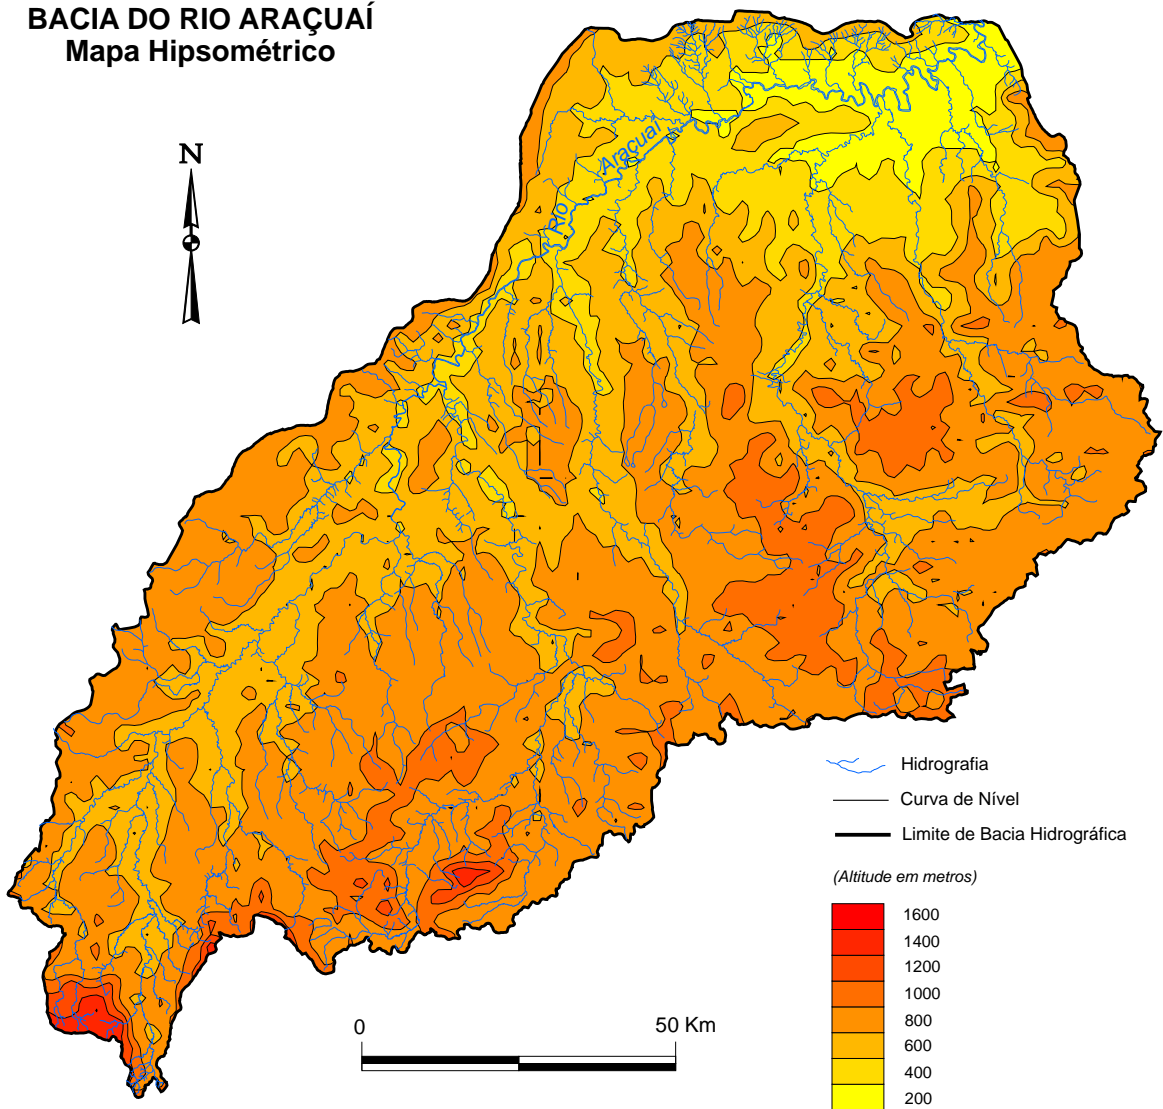 BACIA DO RIO ARAÇUAÍ
Mapa Hipsométrico
N
Rio Araçuaí
Hidrografia
Curva de Nível
Limite de Bacia Hidrográfica
(Altitude em metros)
1600
1400
1200
1000
800
600
400
200
0 50 Km